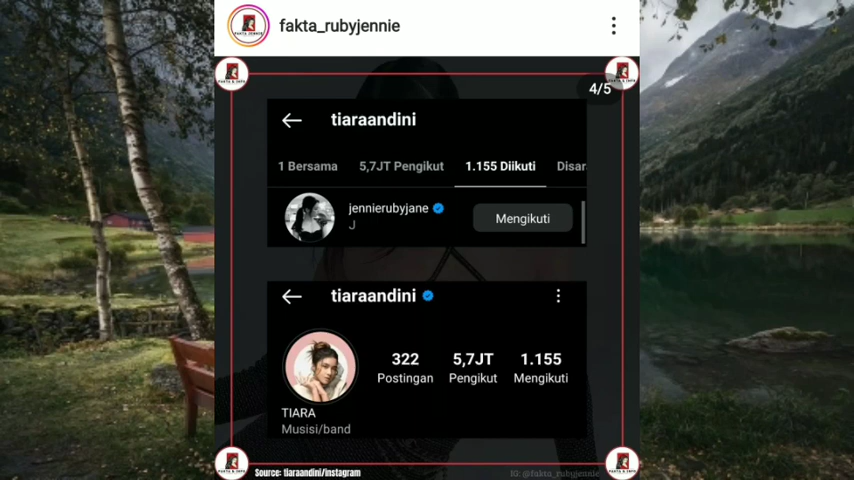 fakta_rubyjennie
4/5
tiaraandini
1 Bersama 5,7JT Pengikut 1.155 Diikuti Disar
jennierubyjane
J
Mengikuti
tiaraandini
322 5,7JT 1.155
Postingan Pengikut Mengikuti
TIARA
Musisi/band
Source: tiaraandini/instagram
IG: @fakta_rubyjennie